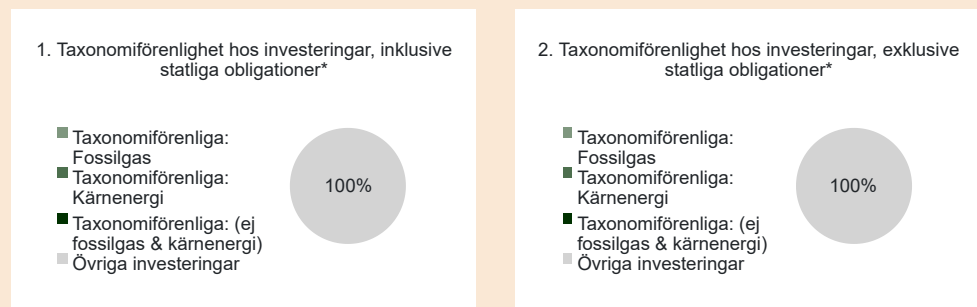 1. Taxonomiförenlighet hos investeringar, inklusive
statliga obligationer*
Taxonomiförenliga:
Fossilgas
Taxonomiförenliga:
Kärnenergi
Taxonomiförenliga: (ej
fossilgas & kärnenergi)
Övriga investeringar
100%
2. Taxonomiförenlighet hos investeringar, exklusive
statliga obligationer*
Taxonomiförenliga:
Fossilgas
Taxonomiförenliga:
Kärnenergi
Taxonomiförenliga: (ej
fossilgas & kärnenergi)
Övriga investeringar
100%